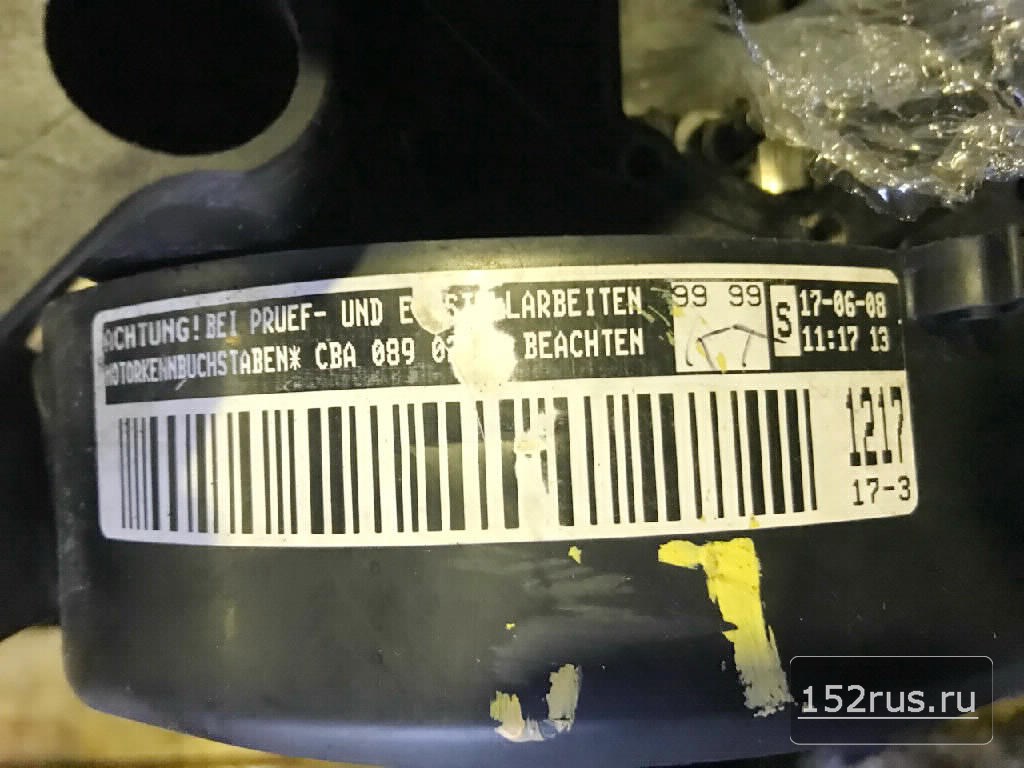 ACHTUNG! BEI PRUEF- UND
MOTORKENNBUCHSTABEN* CBA 089 BEACHTEN
99 99
S
17-06-08
11:17 13
1217
17-3
152rus.ru